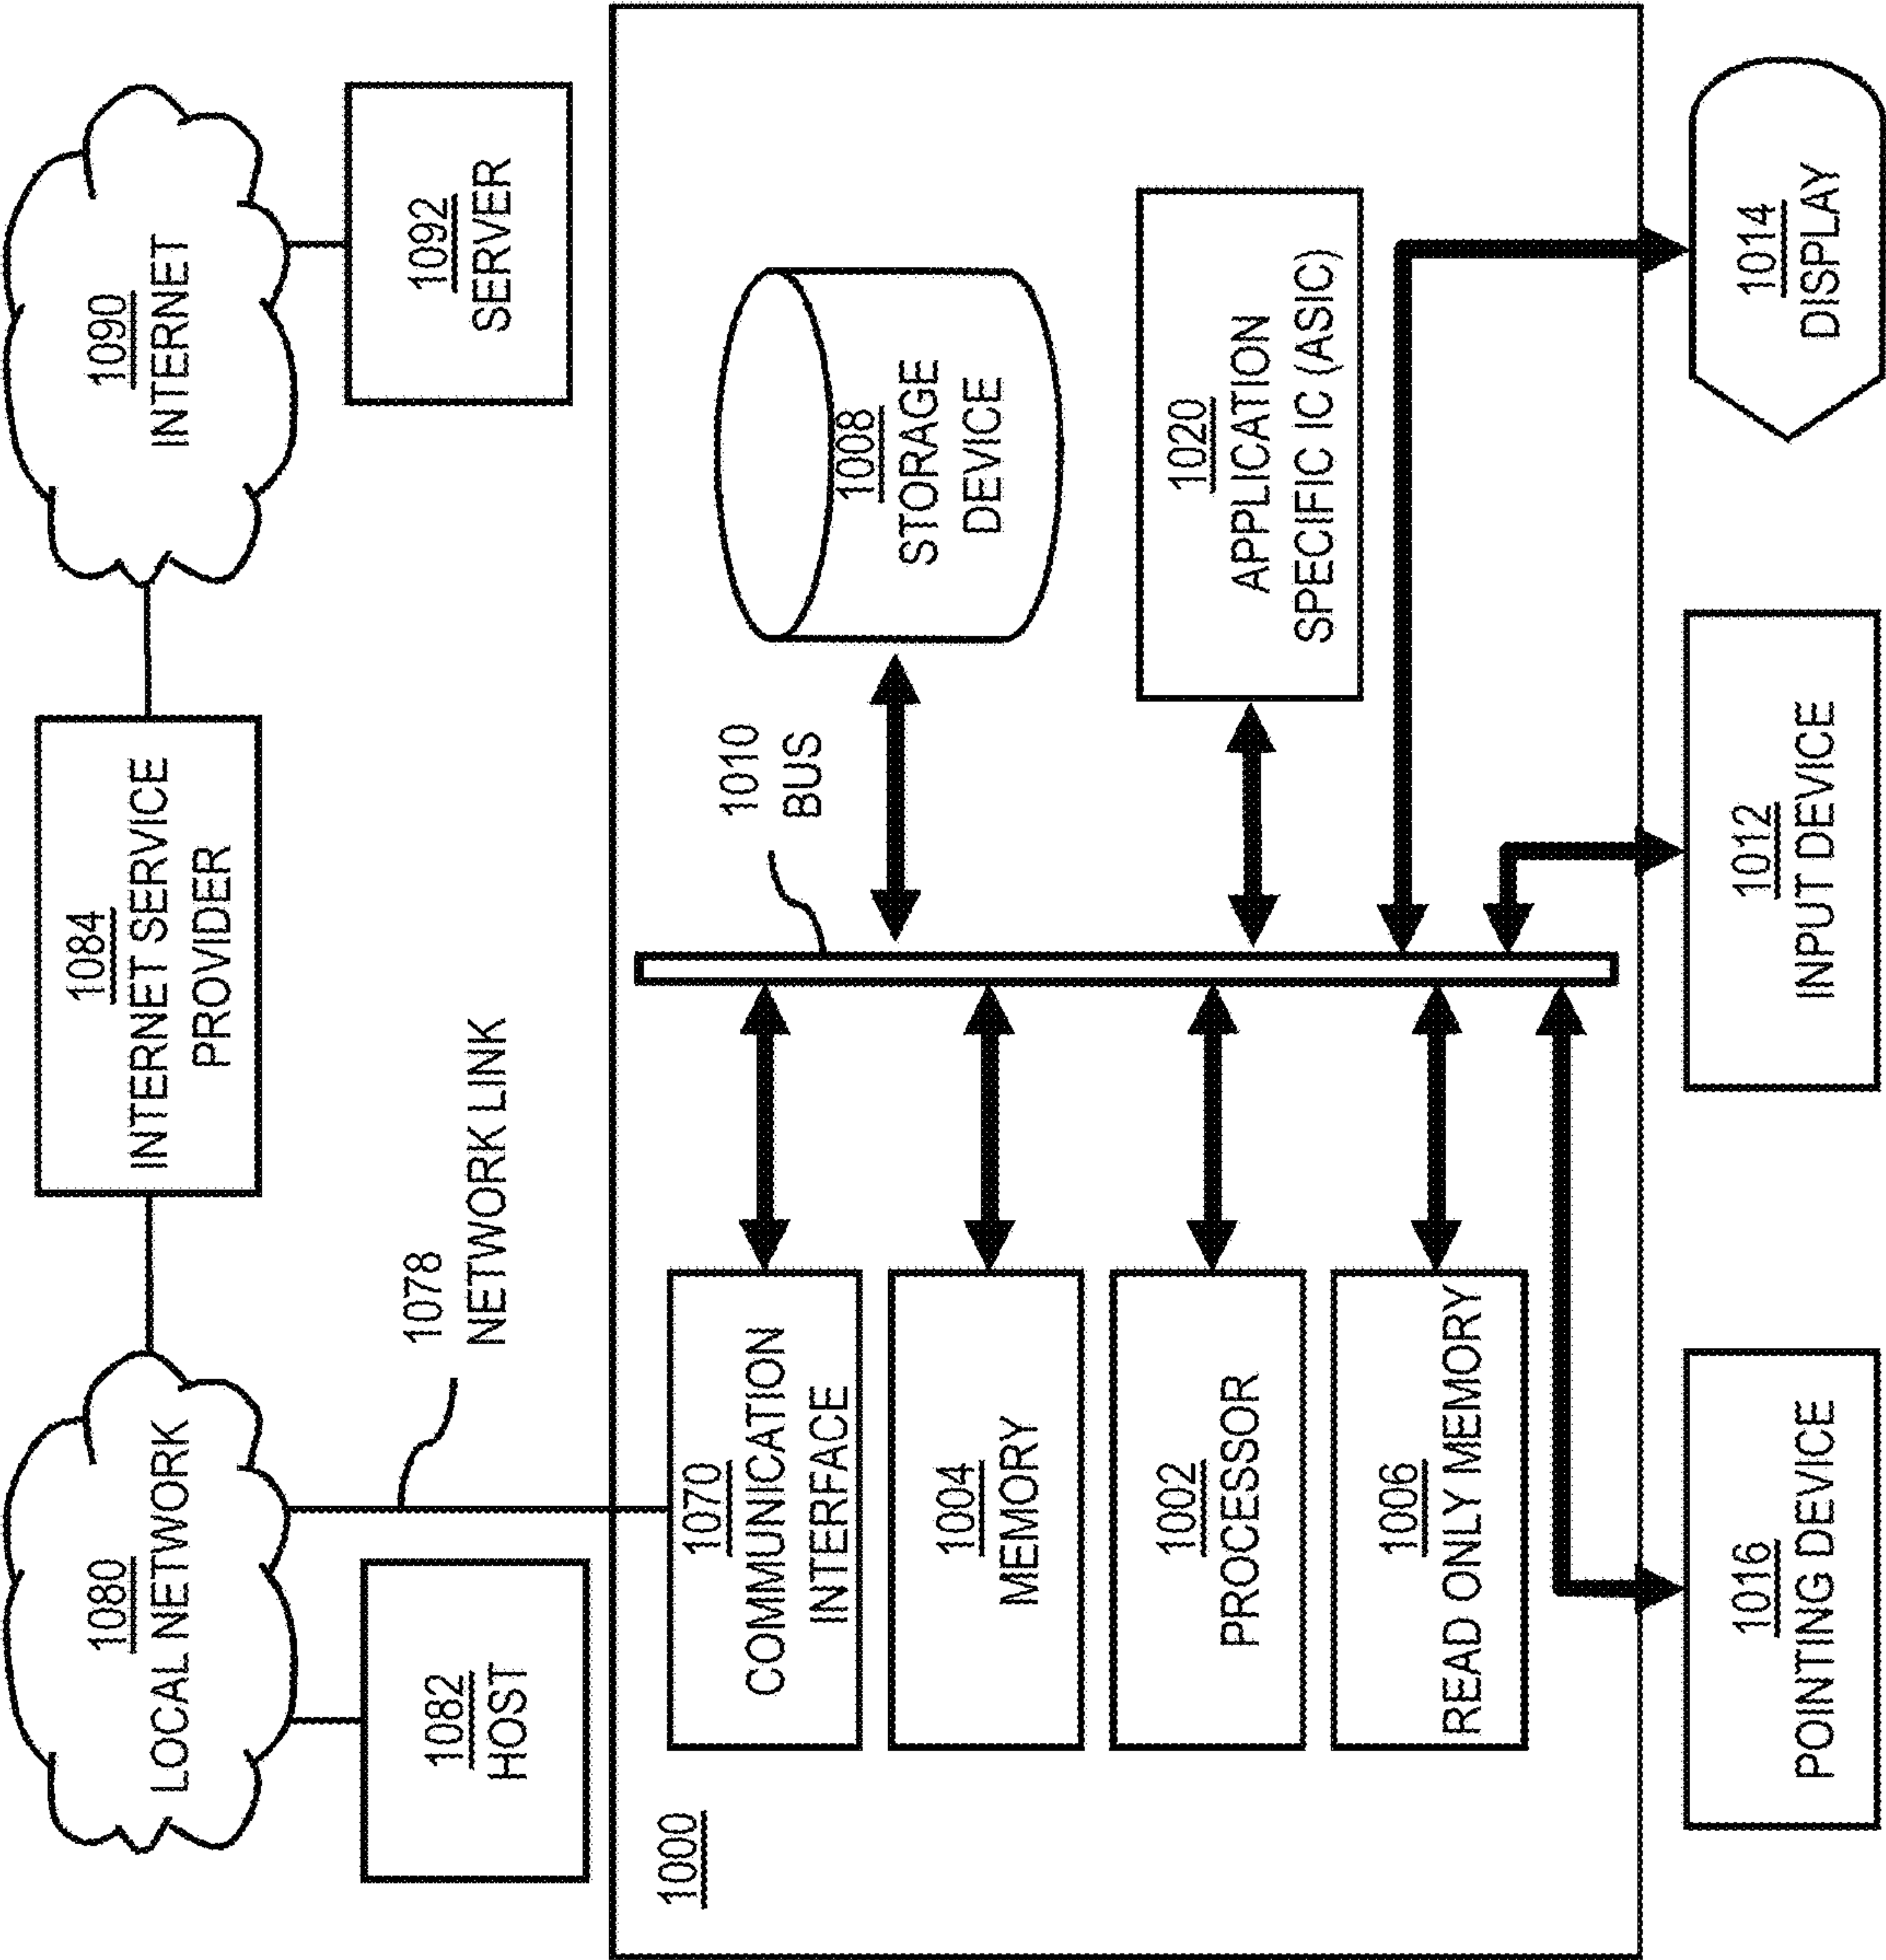 1080
LOCAL NETWORK
1084
INTERNET SERVICE
PROVIDER
1090
INTERNET
1082
HOST
1078
NETWORK LINK
1092
SERVER
1000
1070
COMMUNICATION
INTERFACE
1010
BUS
1008
STORAGE
DEVICE
1004
MEMORY
1002
PROCESSOR
1020
APPLICATION
SPECIFIC IC (ASIC)
1006
READ ONLY MEMORY
1016
POINTING DEVICE
1012
INPUT DEVICE
1014
DISPLAY